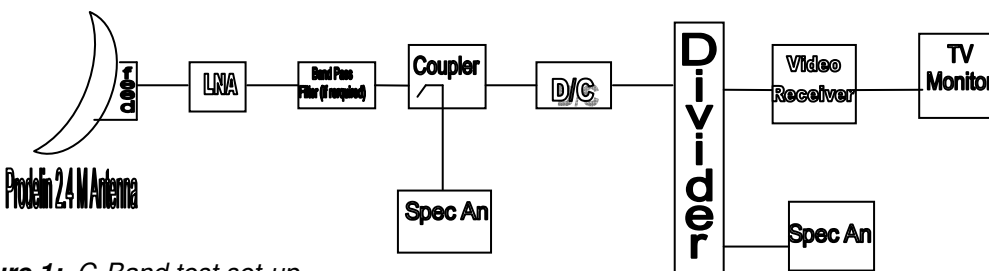 feed
LNA
Band Pass
Filter (if required)
Coupler
D/C
Divider
Video
Receiver
TV
Monitor
Prodelin 2.4 M Antenna
Spec An
Spec An
ure 1: C-Band test set-up